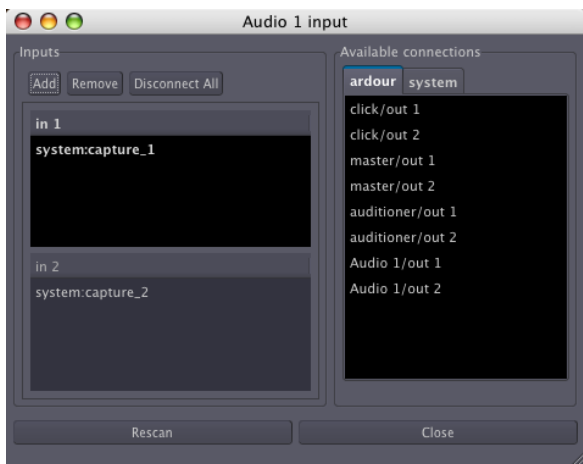 Audio 1 input
Inputs
Add Remove Disconnect All
in 1
system:capture_1
in 2
system:capture_2
Available connections
ardour system
click/out 1
click/out 2
master/out 1
master/out 2
auditioner/out 1
auditioner/out 2
Audio 1/out 1
Audio 1/out 2
Rescan
Close